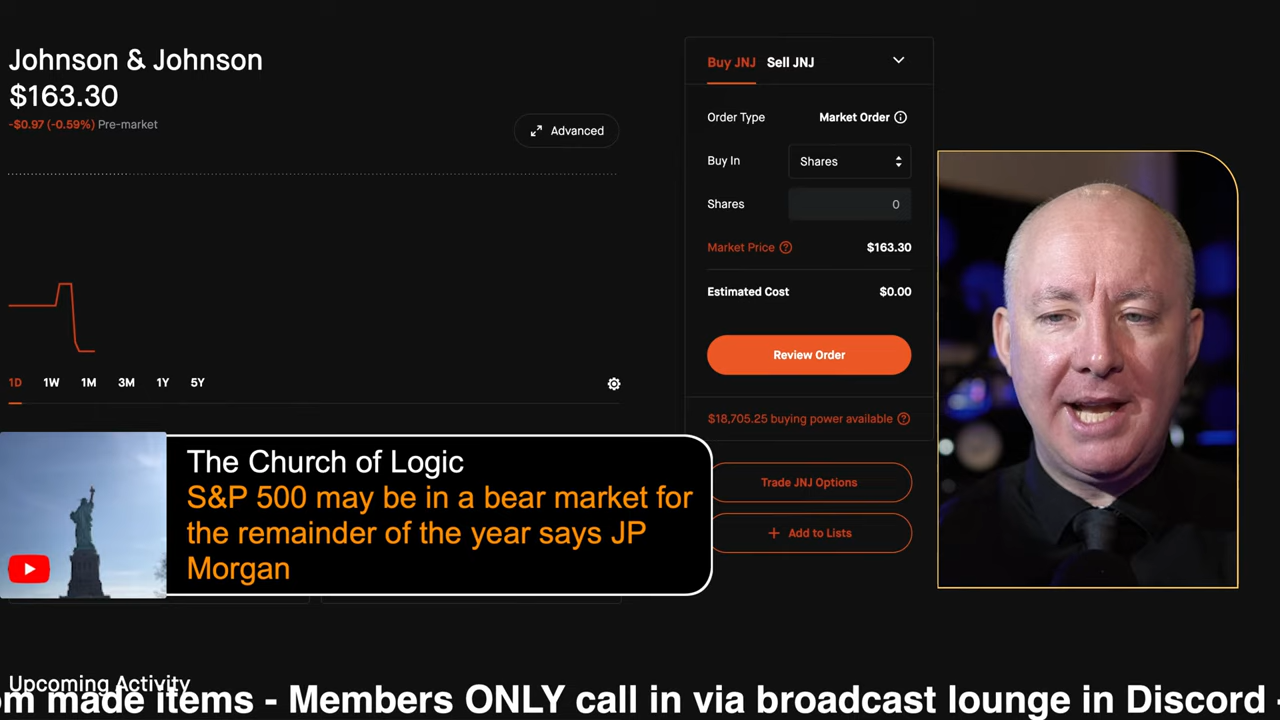 Johnson & Johnson
$163.30
-$0.97 (-0.59%) Pre-market
Advanced
1D 1W 1M 3M 1Y 5Y
Buy JNJ Sell JNJ
Order Type Market Order
Buy In Shares
Shares 0
Market Price $163.30
Estimated Cost $0.00
Review Order
$18,705.25 buying power available
Trade JNJ Options
+ Add to Lists
The Church of Logic
S&P 500 may be in a bear market for
the remainder of the year says JP
Morgan
Upcoming Activity
om made items - Members ONLY call in via broadcast lounge in Discord -